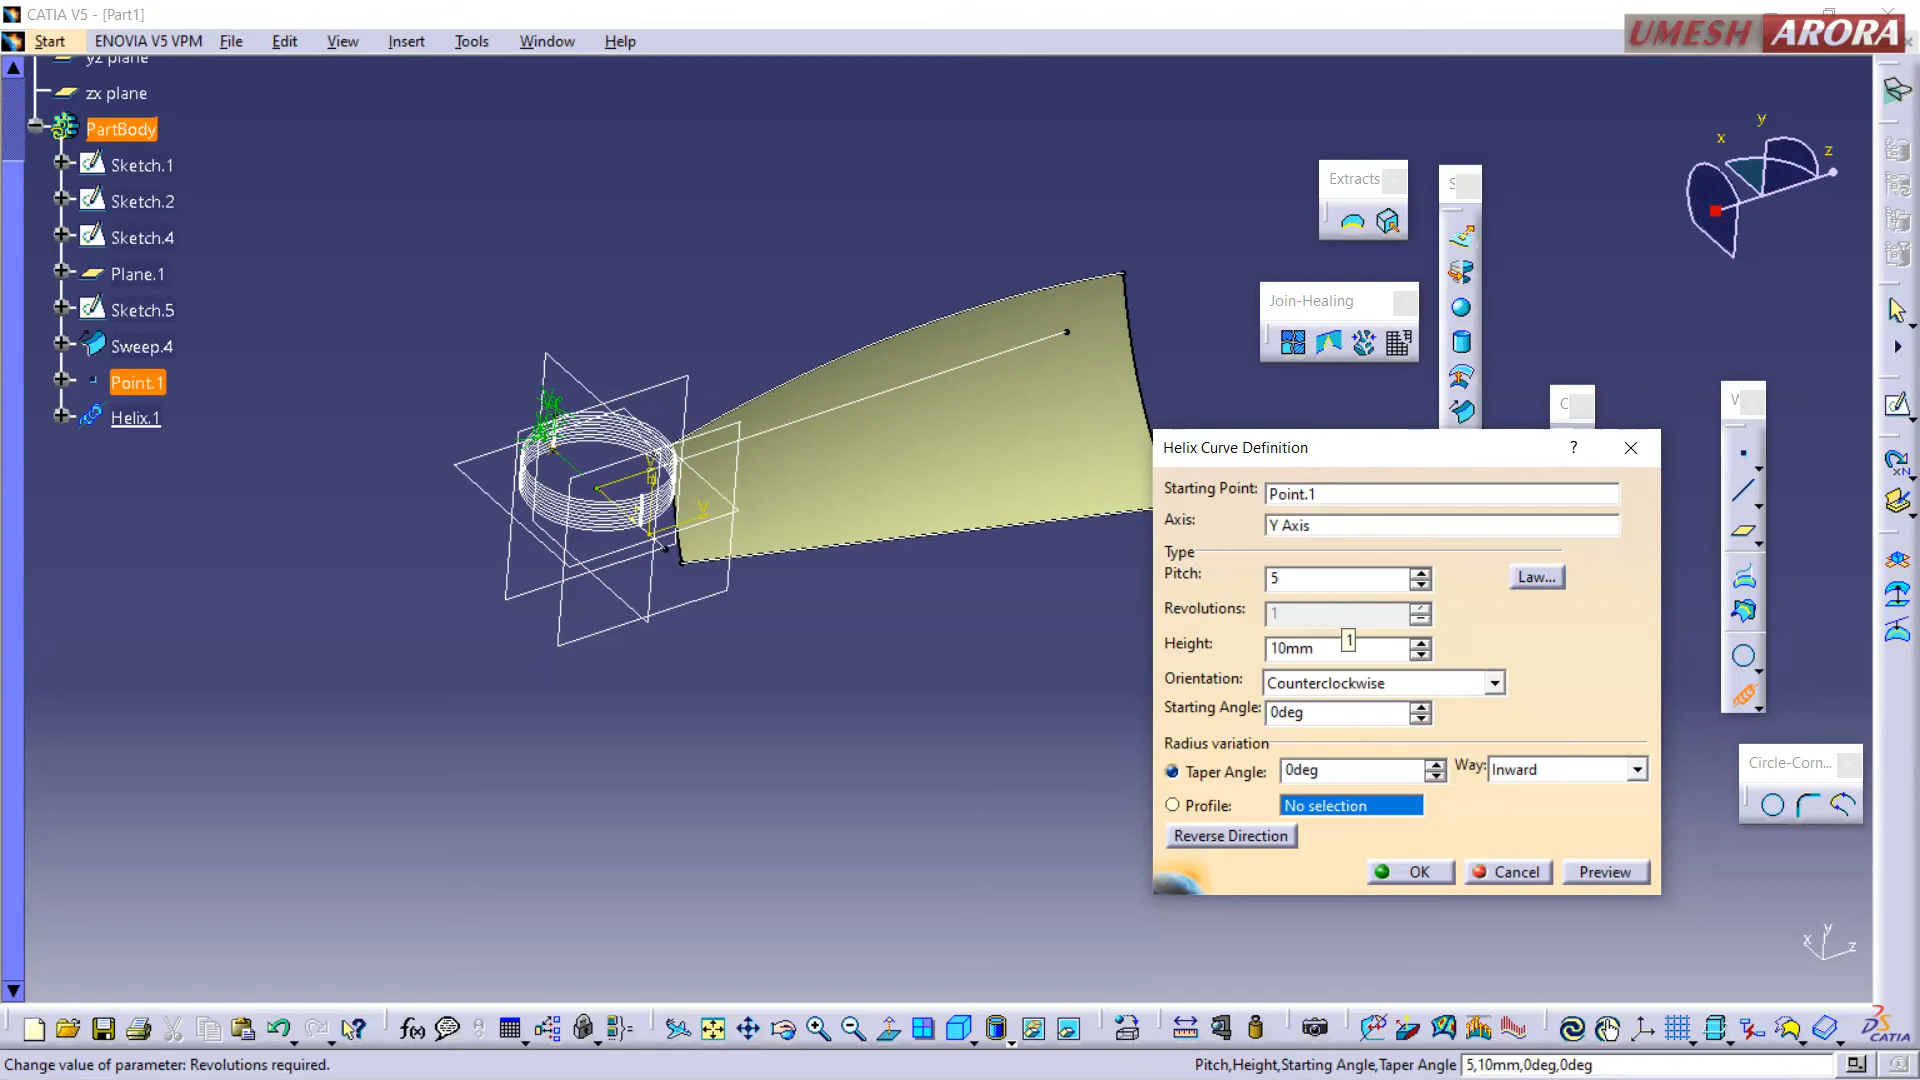 CATIA V5 - [Part1]
UMESH ARORA
Start ENOVIA V5 VPM File Edit View Insert Tools Window Help
yz plane
zx plane
PartBody
Sketch.1
Sketch.2
Sketch.4
Plane.1
Sketch.5
Sweep.4
Point.1
Helix.1
x y z
Extracts
S
Join-Healing
C
W
Helix Curve Definition ?
Starting Point: Point.1
Axis: Y Axis
Type
Pitch: 5 Law...
Revolutions: 1
1
Height: 10mm
Orientation: Counterclockwise
Starting Angle: 0deg
Radius variation
Taper Angle: 0deg Way: Inward
Profile: No selection
Reverse Direction
OK Cancel Preview
Circle-Corn...
x y z
f(x)
CATIA
Change value of parameter: Revolutions required.
Pitch,Height,Starting Angle,Taper Angle 5,10mm,0deg,0deg